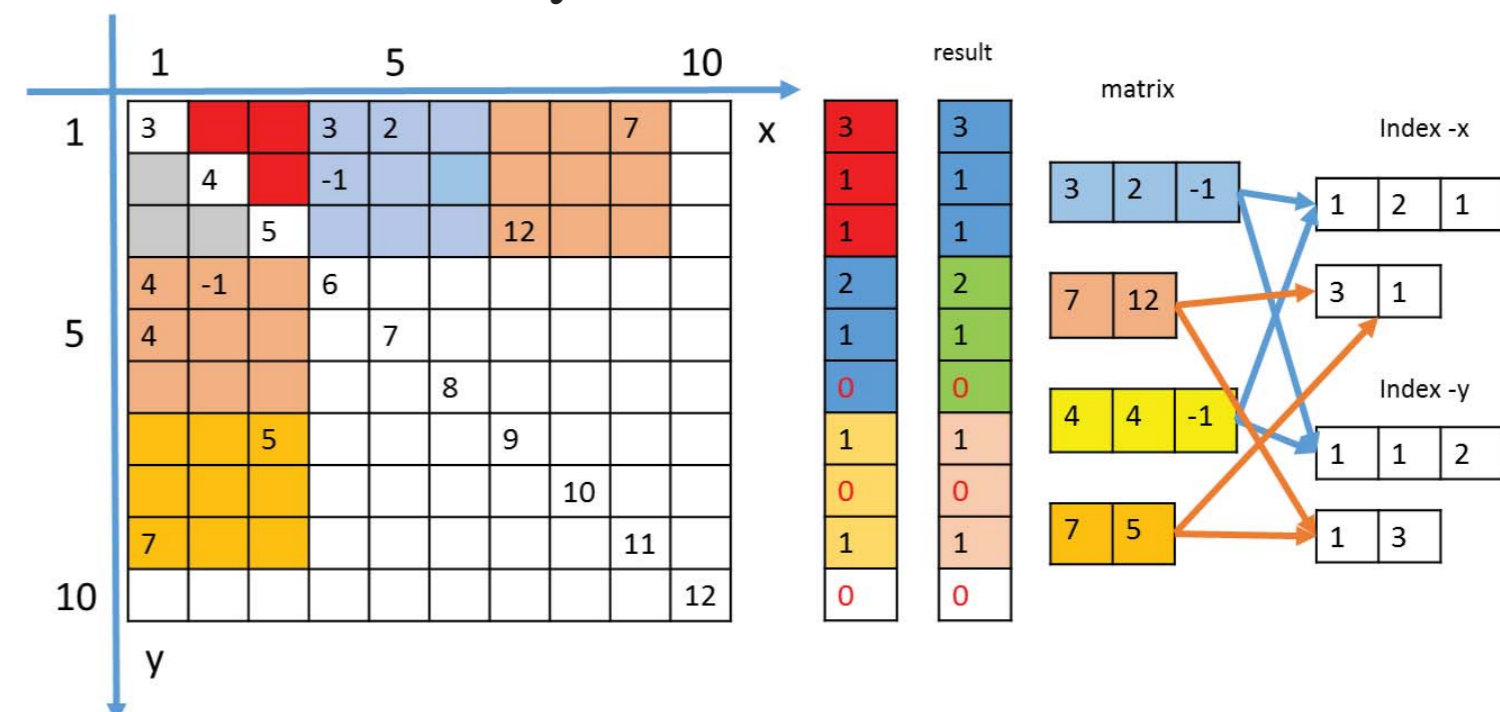 1 5 10
result
matrix
1 3 3 2 7 x 3 3 Index -x
4 -1 1 1 3 2 -1 1 2 1
5 12 1 1
4 -1 6 2 2 7 12 3 1
5 4 7 1 1
8 0 0 4 4 -1 Index -y
5 9 1 1 1 1 2
10 0 0
7 11 1 1 7 5 1 3
10 12 0 0
y